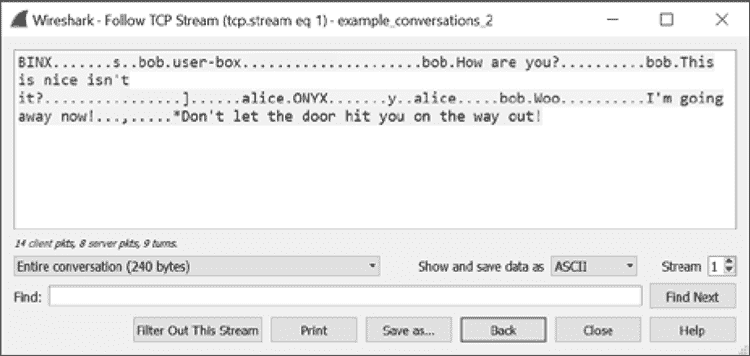 Wireshark - Follow TCP Stream (tcp.stream eq 1) - example_conversations_2
BINX.......s..bob.user-box.....................bob.How are you?..........bob.This
is nice isn't
it?.................]......alice.ONYX.......y..alice.....bob.Woo..........I'm going
away now!...,.....*Don't let the door hit you on the way out!
14 client pkts, 8 server pkts, 9 turns.
Entire conversation (240 bytes) Show and save data as ASCII Stream 1
Find: Find Next
Filter Out This Stream Print Save as... Back Close Help